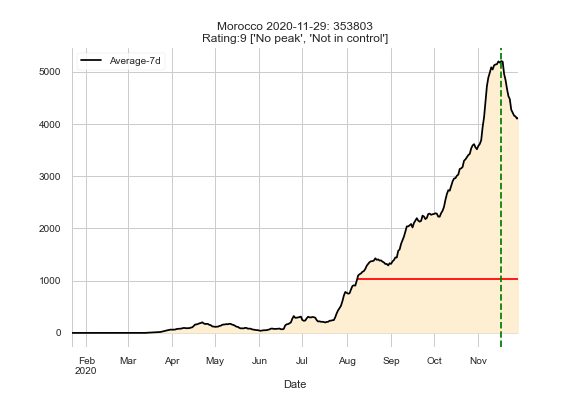 Morocco 2020-11-29: 353803
Rating:9 ['No peak', 'Not in control']
Average-7d
5000
4000
3000
2000
1000
0
Feb Mar Apr May Jun Jul Aug Sep Oct Nov
2020
Date